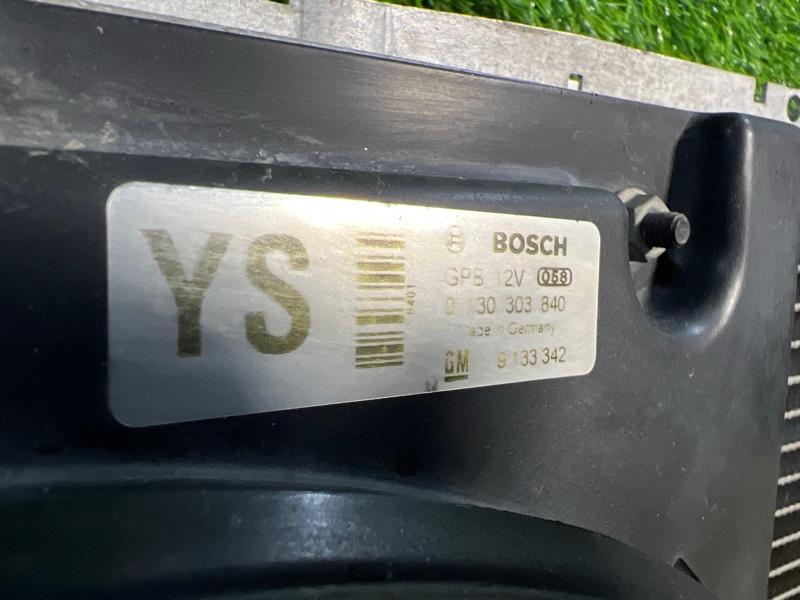 YS
BOSCH
GPB 12V 058
0 130 303 840
Made in Germany
GM 9 133 342